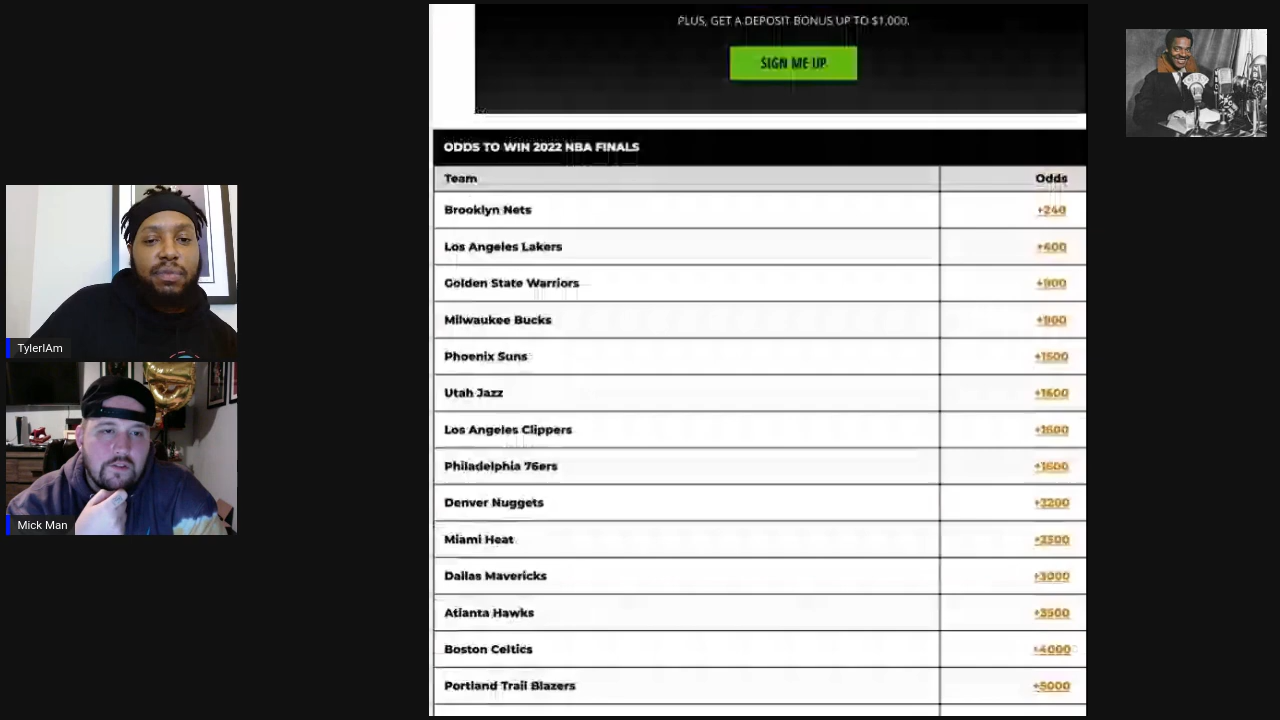 PLUS, GET A DEPOSIT BONUS UP TO $1,000.
SIGN ME UP
ODDS TO WIN 2022 NBA FINALS
Team Odds
Brooklyn Nets +240
Los Angeles Lakers
Golden State Warriors
Milwaukee Bucks
Phoenix Suns +1500
Utah Jazz +1600
Los Angeles Clippers +1600
Philadelphia 76ers +1600
Denver Nuggets
Miami Heat +2500
Dallas Mavericks +3000
Atlanta Hawks +3500
Boston Celtics +4000
Portland Trail Blazers +5000
TylerIAm
Mick Man